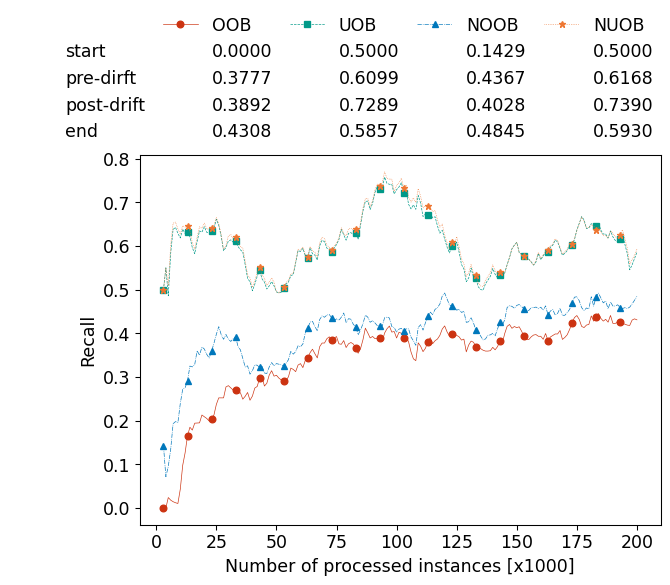 OOB UOB NOOB NUOB
start 0.0000 0.5000 0.1429 0.5000
pre-dirft 0.3777 0.6099 0.4367 0.6168
post-drift 0.3892 0.7289 0.4028 0.7390
end 0.4308 0.5857 0.4845 0.5930
0.8
0.7
0.6
0.5
0.4
0.3
0.2
0.1
0.0
Recall
0 25 50 75 100 125 150 175 200
Number of processed instances [x1000]